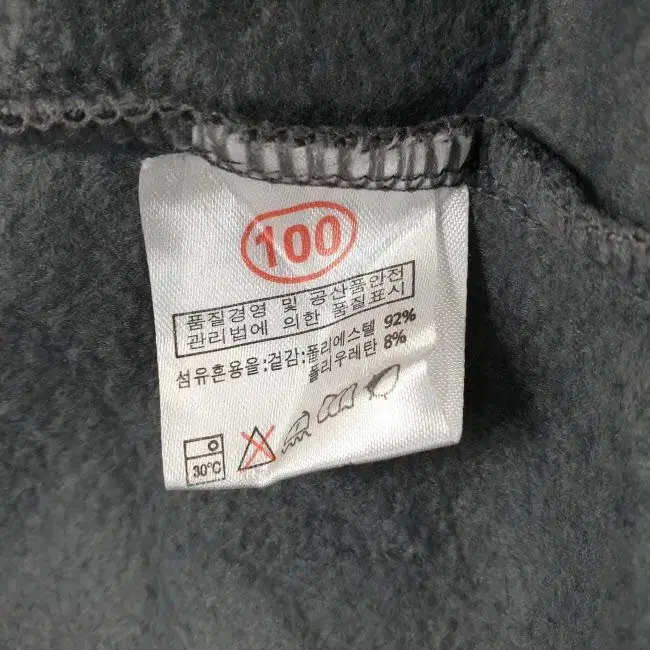 100
품질경영 및 공산품안전
관리법에 의한 품질표시
섬유혼용율:겉감:폴리에스텔 92%
폴리우레탄 8%
30℃